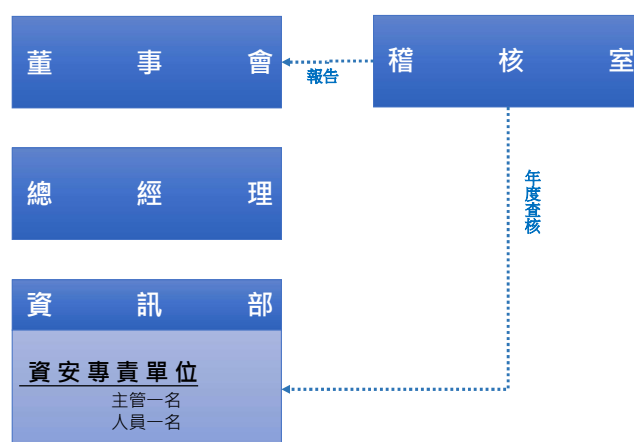 董事會
稽核室
報告
總經理
年度查核
資訊部
資安專責單位
主管一名
人員一名